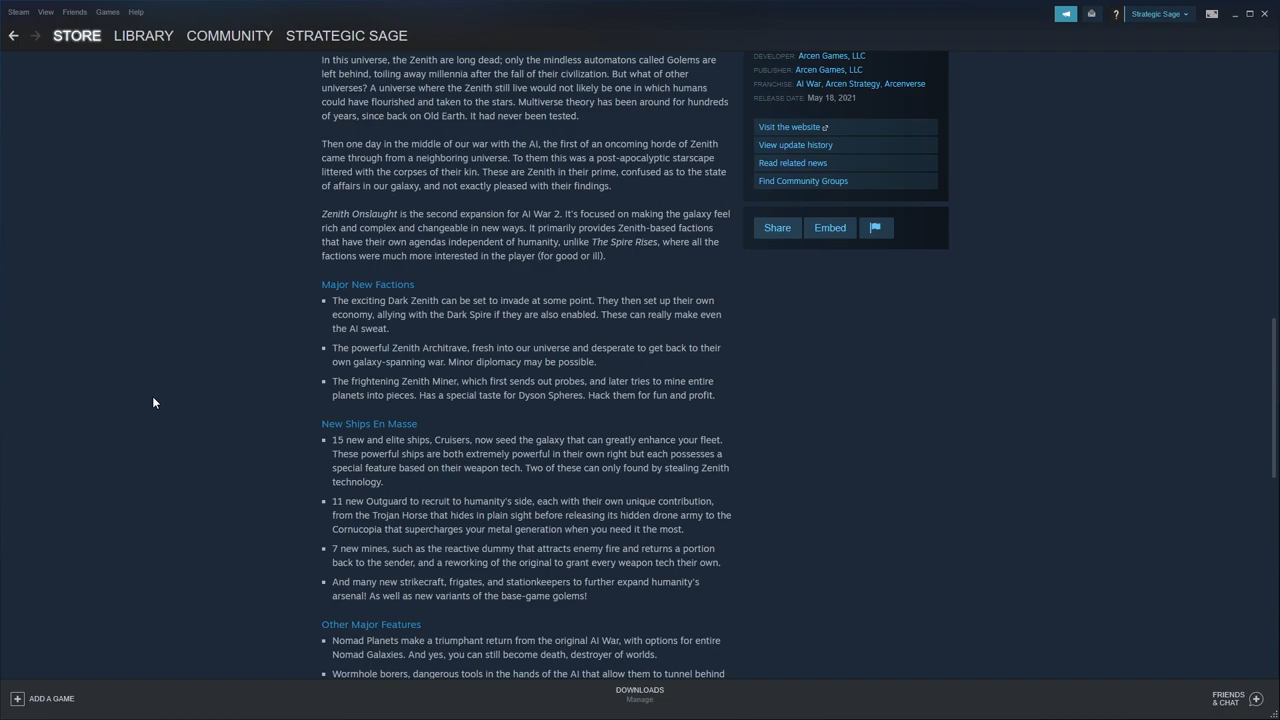 Steam View Friends Games Help
? Strategic Sage
STORE LIBRARY COMMUNITY STRATEGIC SAGE
In this universe, the Zenith are long dead; only the mindless automatons called Golems are
left behind, toiling away millennia after the fall of their civilization. But what of other
universes? A universe where the Zenith still live would not likely be one in which humans
could have flourished and taken to the stars. Multiverse theory has been around for hundreds
of years, since back on Old Earth. It had never been tested.
Then one day in the middle of our war with the AI, the first of an oncoming horde of Zenith
came through from a neighboring universe. To them this was a post-apocalyptic starscape
littered with the corpses of their kin. These are Zenith in their prime, confused as to the state
of affairs in our galaxy, and not exactly pleased with their findings.
Zenith Onslaught is the second expansion for AI War 2. It's focused on making the galaxy feel
rich and complex and changeable in new ways. It primarily provides Zenith-based factions
that have their own agendas independent of humanity, unlike The Spire Rises, where all the
factions were much more interested in the player (for good or ill).
Major New Factions
▪ The exciting Dark Zenith can be set to invade at some point. They then set up their own
economy, allying with the Dark Spire if they are also enabled. These can really make even
the AI sweat.
▪ The powerful Zenith Architrave, fresh into our universe and desperate to get back to their
own galaxy-spanning war. Minor diplomacy may be possible.
▪ The frightening Zenith Miner, which first sends out probes, and later tries to mine entire
planets into pieces. Has a special taste for Dyson Spheres. Hack them for fun and profit.
New Ships En Masse
▪ 15 new and elite ships, Cruisers, now seed the galaxy that can greatly enhance your fleet.
These powerful ships are both extremely powerful in their own right but each possesses a
special feature based on their weapon tech. Two of these can only found by stealing Zenith
technology.
▪ 11 new Outguard to recruit to humanity's side, each with their own unique contribution,
from the Trojan Horse that hides in plain sight before releasing its hidden drone army to the
Cornucopia that supercharges your metal generation when you need it the most.
▪ 7 new mines, such as the reactive dummy that attracts enemy fire and returns a portion
back to the sender, and a reworking of the original to grant every weapon tech their own.
▪ And many new strikecraft, frigates, and stationkeepers to further expand humanity's
arsenal! As well as new variants of the base-game golems!
Other Major Features
▪ Nomad Planets make a triumphant return from the original AI War, with options for entire
Nomad Galaxies. And yes, you can still become death, destroyer of worlds.
▪ Wormhole borers, dangerous tools in the hands of the AI that allow them to tunnel behind
DEVELOPER: Arcen Games, LLC
PUBLISHER: Arcen Games, LLC
FRANCHISE: AI War, Arcen Strategy, Arcenverse
RELEASE DATE: May 18, 2021
Visit the website
View update history
Read related news
Find Community Groups
Share Embed
ADD A GAME
DOWNLOADS
Manage
FRIENDS
& CHAT